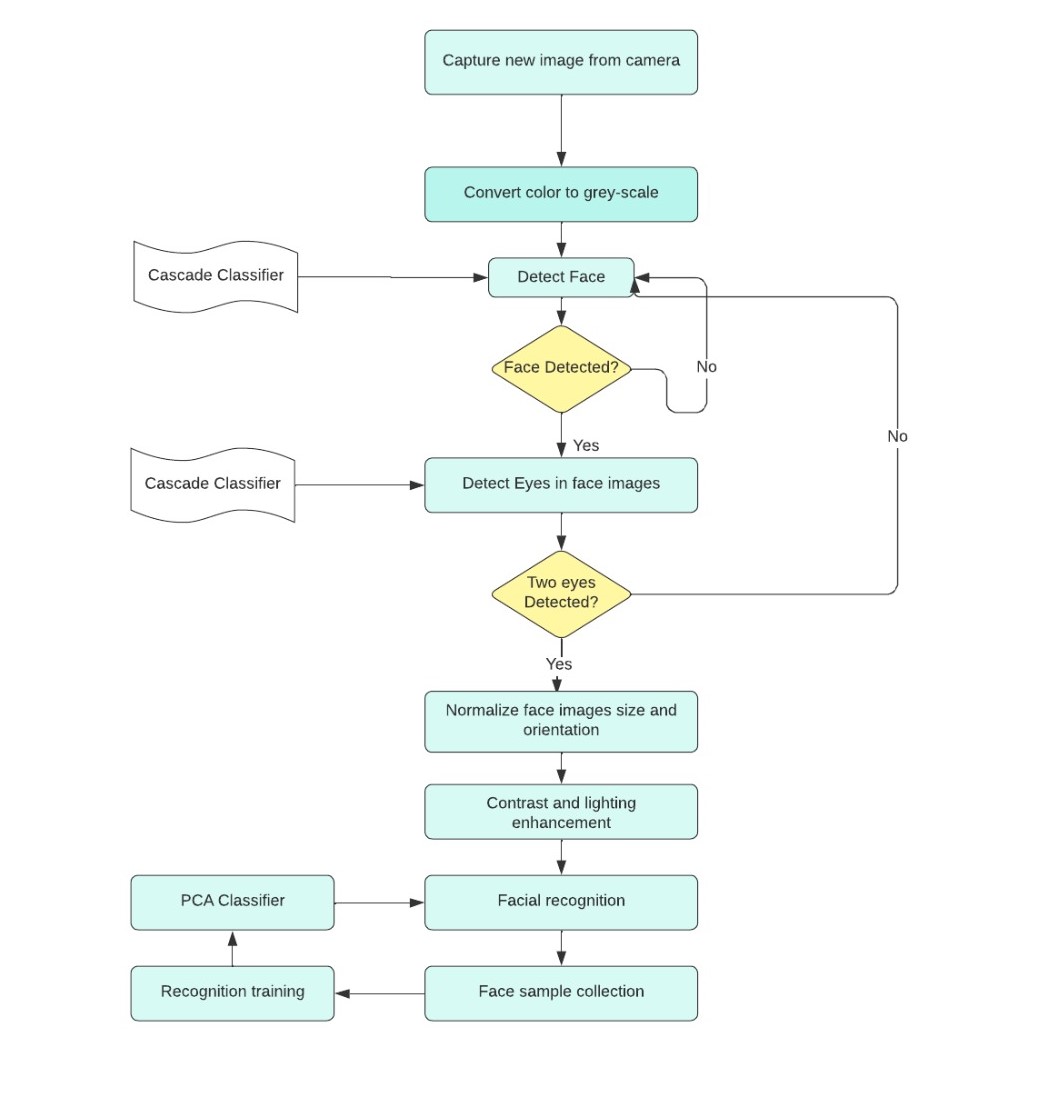 Capture new image from camera
Convert color to grey-scale
Cascade Classifier
Detect Face
Face Detected?
No
No
Yes
Cascade Classifier
Detect Eyes in face images
Two eyes
Detected?
Yes
Normalize face images size and
orientation
Contrast and lighting
enhancement
PCA Classifier
Facial recognition
Recognition training
Face sample collection